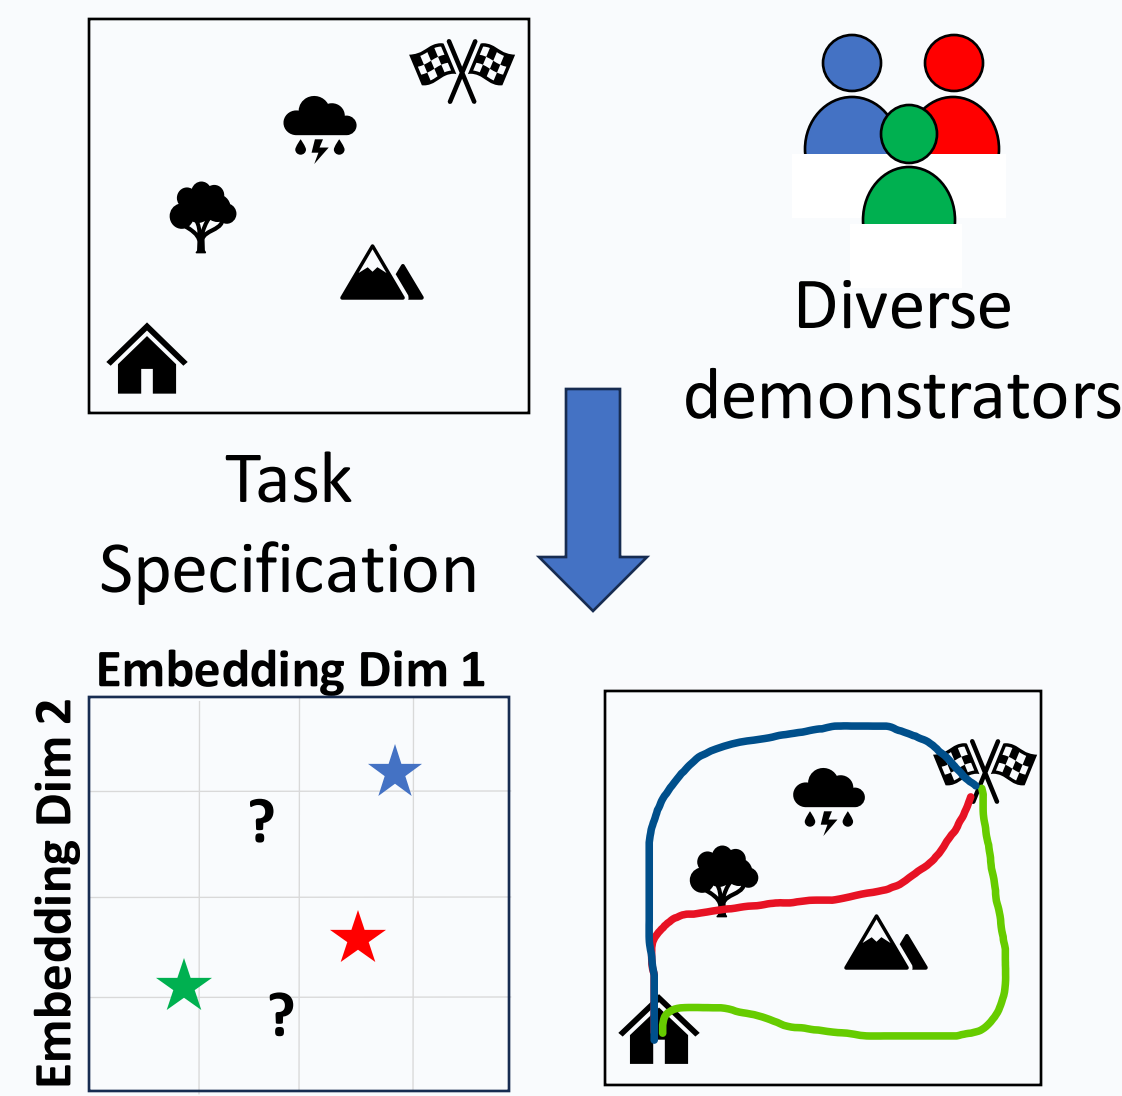 Diverse
demonstrators
Task
Specification
Embedding Dim 1
Embedding Dim 2
?
?